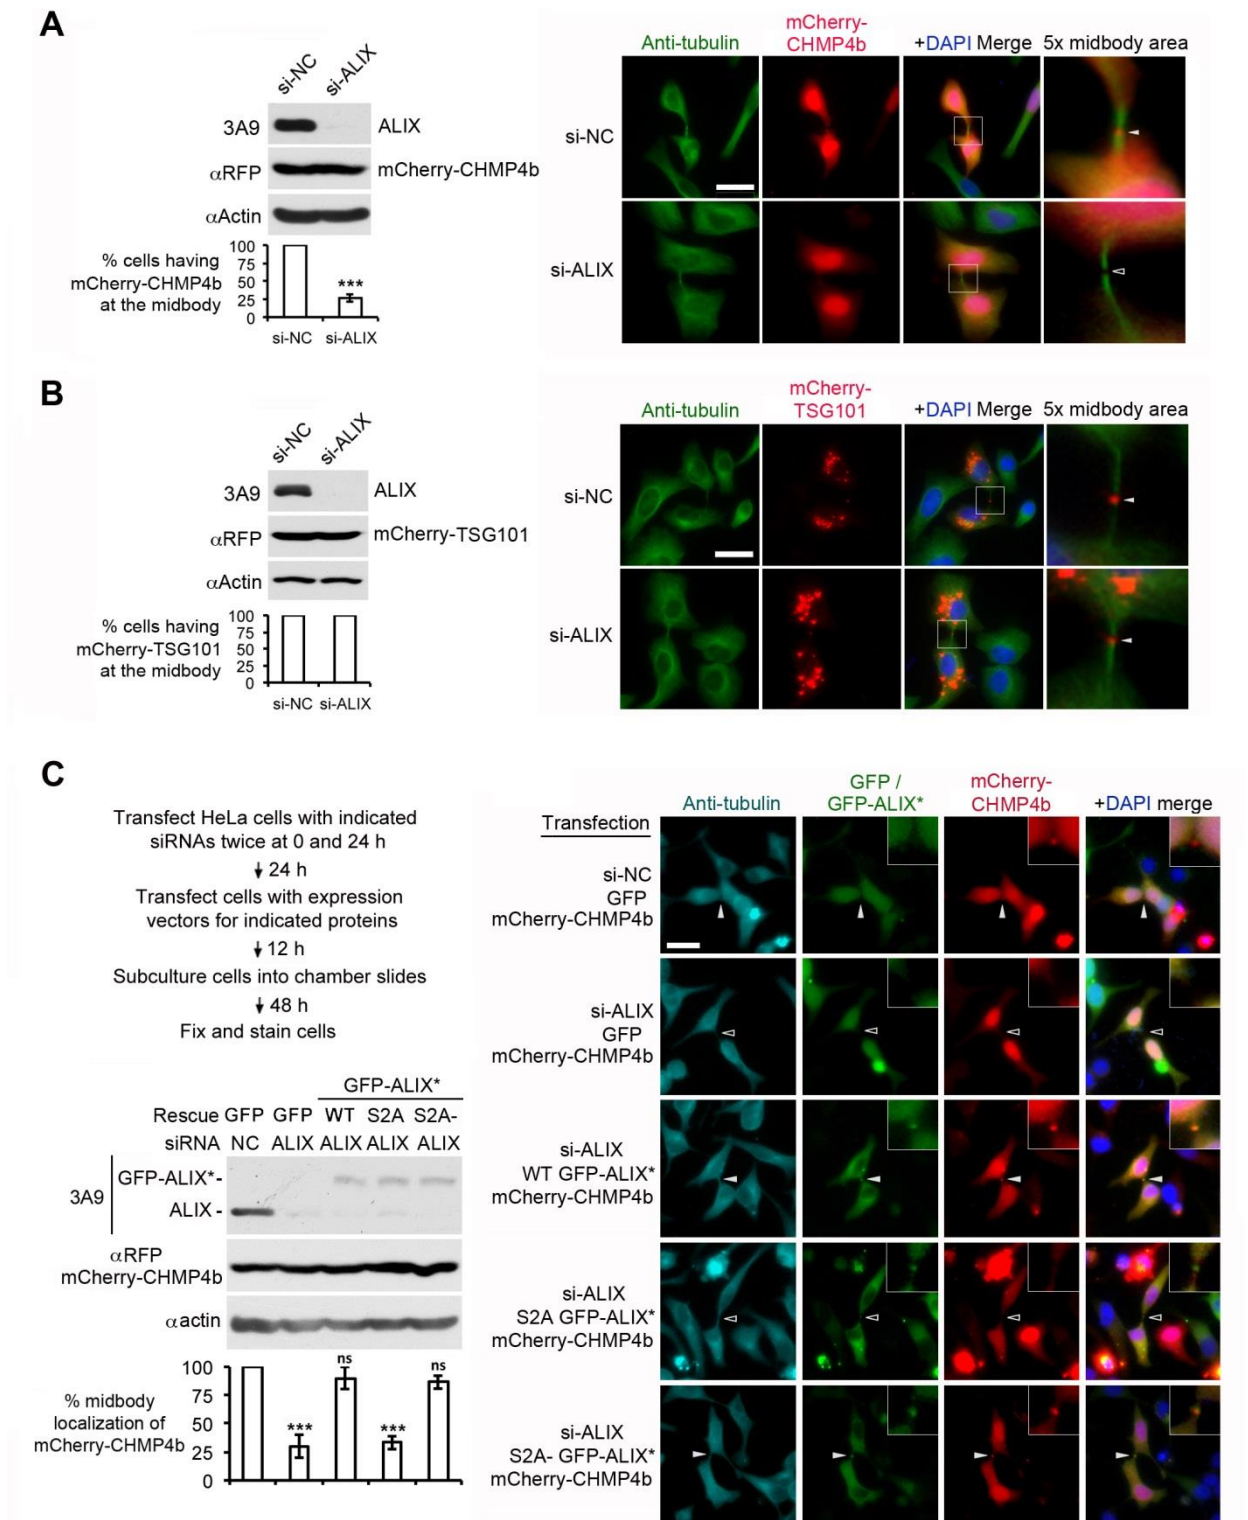 A
si-NC
si-ALIX
3A9
ALIX
αRFP
mCherry-CHMP4b
αActin
% cells having
mCherry-CHMP4b
at the midbody
100
75
50
25
0
***
si-NC
si-ALIX
Anti-tubulin
mCherry-
CHMP4b
+DAPI Merge
5x midbody area
si-NC
si-ALIX
B
si-NC
si-ALIX
3A9
ALIX
αRFP
mCherry-TSG101
αActin
% cells having
mCherry-TSG101
at the midbody
100
75
50
25
0
si-NC
si-ALIX
Anti-tubulin
mCherry-
TSG101
+DAPI Merge
5x midbody area
si-NC
si-ALIX
C
Transfect HeLa cells with indicated
siRNAs twice at 0 and 24 h
24 h
Transfect cells with expression
vectors for indicated proteins
12 h
Subculture cells into chamber slides
48 h
Fix and stain cells
GFP-ALIX*
Rescue GFP GFP WT S2A S2A-
siRNA NC ALIX ALIX ALIX ALIX
3A9
GFP-ALIX*-
ALIX -
αRFP
mCherry-CHMP4b
αactin
% midbody
localization of
mCherry-CHMP4b
100
75
50
25
0
***
ns
***
ns
Anti-tubulin
GFP /
GFP-ALIX*
mCherry-
CHMP4b
+DAPI merge
Transfection
si-NC
GFP
mCherry-CHMP4b
si-ALIX
GFP
mCherry-CHMP4b
si-ALIX
WT GFP-ALIX*
mCherry-CHMP4b
si-ALIX
S2A GFP-ALIX*
mCherry-CHMP4b
si-ALIX
S2A- GFP-ALIX*
mCherry-CHMP4b